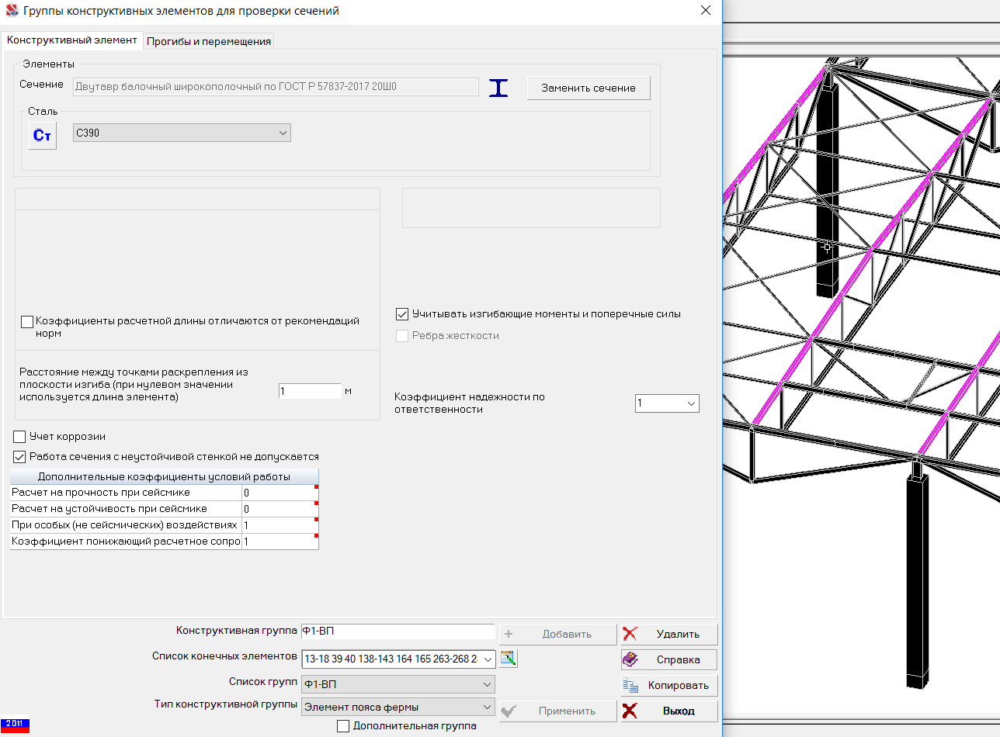 Группы конструктивных элементов для проверки сечений
Конструктивный элемент
Прогибы и перемещения
Элементы
Сечение
Двутавр балочный широкополочный по ГОСТ Р 57837-2017 20Ш0
Заменить сечение
Сталь
Ст
С390
Коэффициенты расчетной длины отличаются от рекомендаций
норм
Учитывать изгибающие моменты и поперечные силы
Ребра жесткости
Расстояние между точками раскрепления из
плоскости изгиба (при нулевом значении
используется длина элемента)
1
м
Коэффициент надежности по
ответственности
1
Учет коррозии
Работа сечения с неустойчивой стенкой не допускается
Дополнительные коэффициенты условий работы
Расчет на прочность при сейсмике 0
Расчет на устойчивость при сейсмике 0
При особых (не сейсмических) воздействиях 1
Коэффициент понижающий расчетное сопро 1
Конструктивная группа Ф1-ВП
Добавить
Удалить
Список конечных элементов 13-18 39 40 138-143 164 165 263-268 2
Справка
Список групп Ф1-ВП
Копировать
Тип конструктивной группы Элемент пояса фермы
Применить
Выход
Дополнительная группа
2011